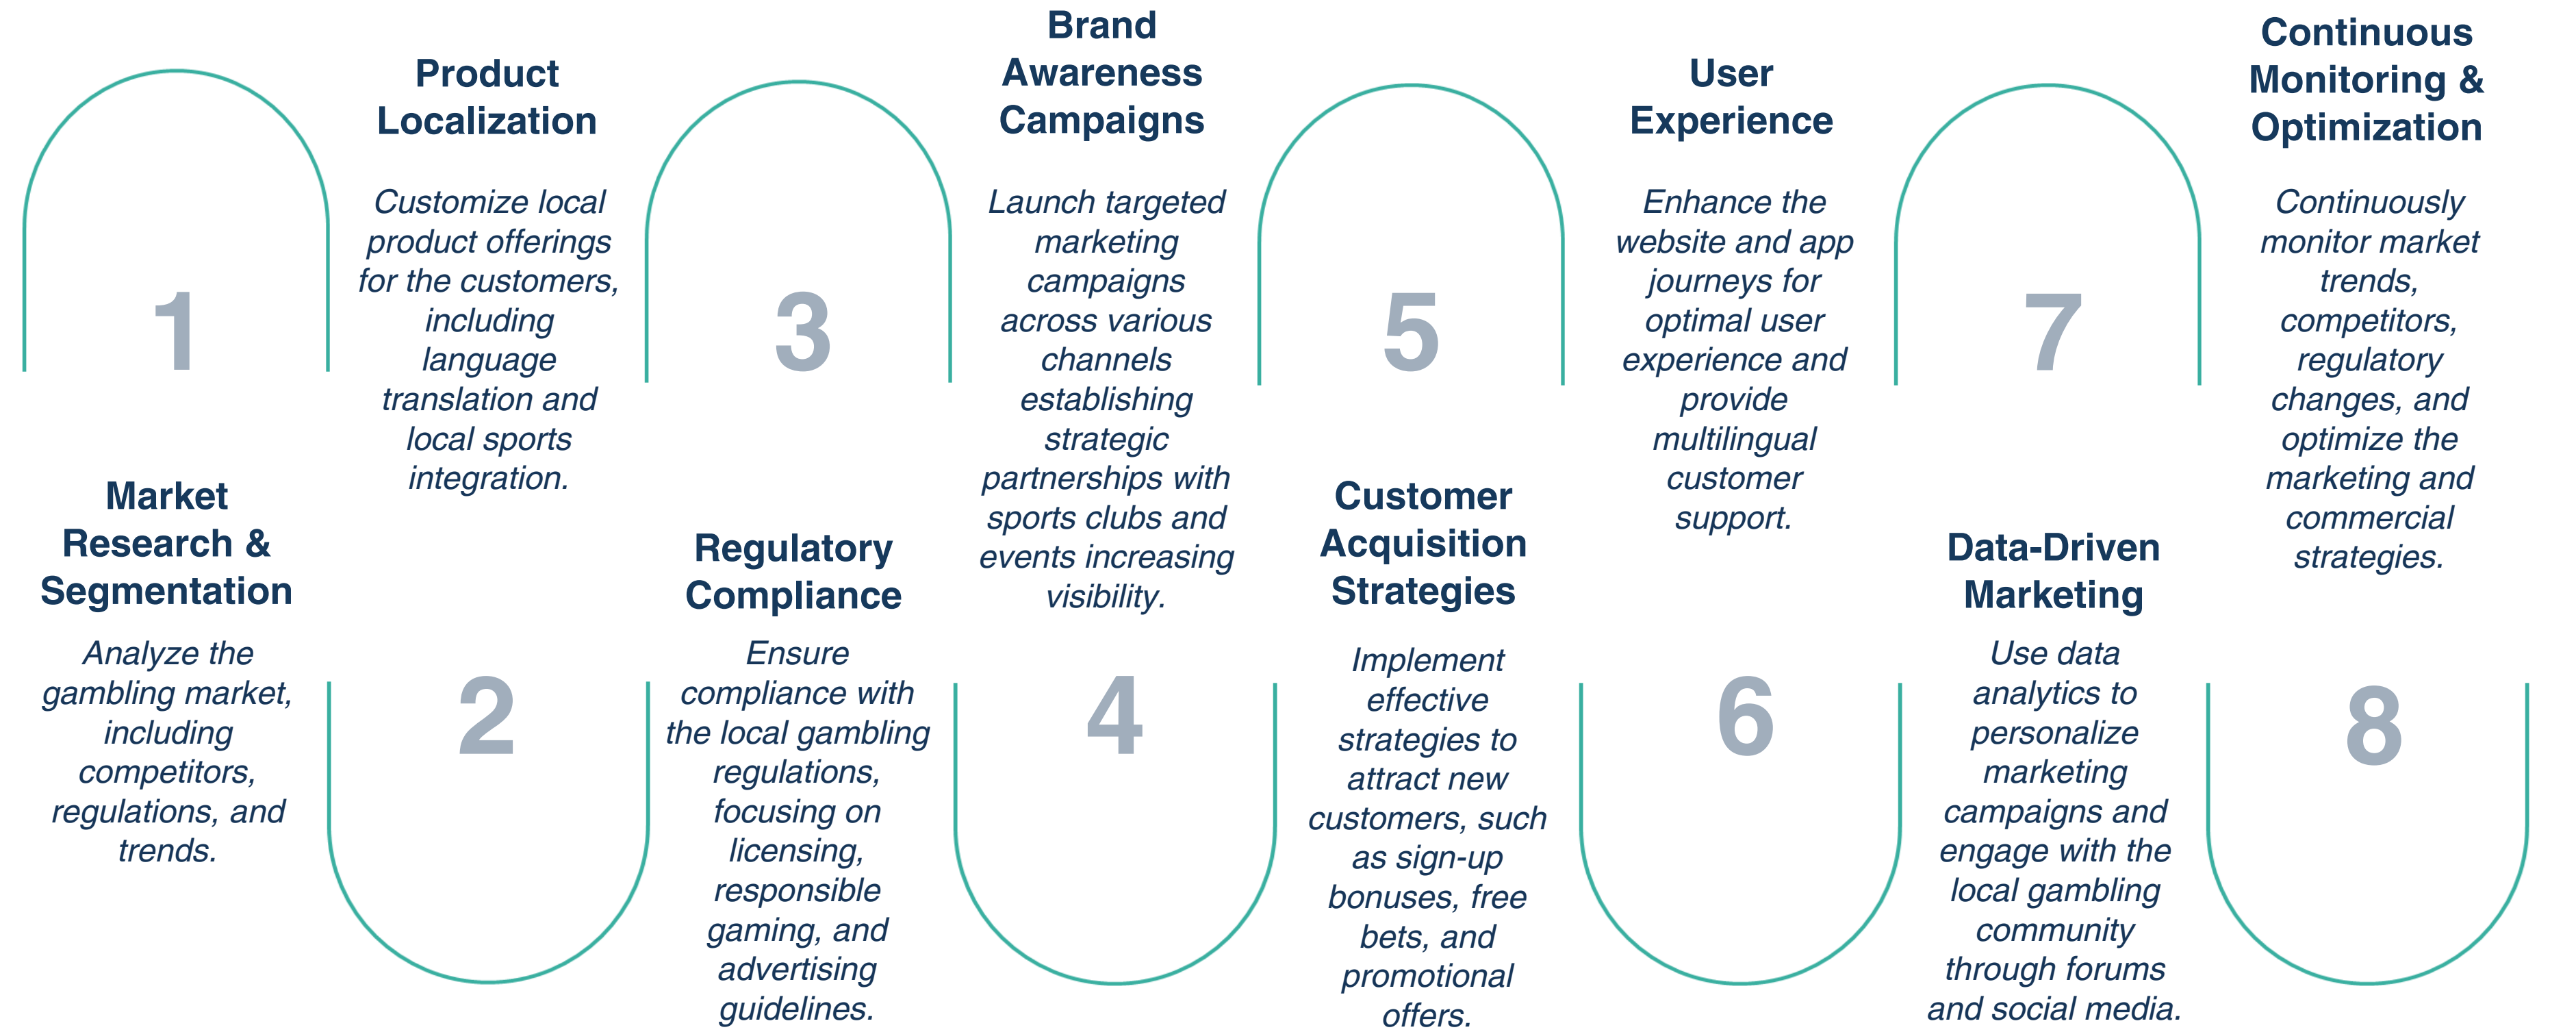 1
Market
Research &
Segmentation
Analyze the
gambling market,
including
competitors,
regulations, and
trends.
Product
Localization
Customize local
product offerings
for the customers,
including
language
translation and
local sports
integration.
2
3
Regulatory
Compliance
Ensure
compliance with
the local gambling
regulations,
focusing on
licensing,
responsible
gaming, and
advertising
guidelines.
Brand
Awareness
Campaigns
Launch targeted
marketing
campaigns
across various
channels
establishing
strategic
partnerships with
sports clubs and
events increasing
visibility.
4
5
Customer
Acquisition
Strategies
Implement
effective
strategies to
attract new
customers, such
as sign-up
bonuses, free
bets, and
promotional
offers.
User
Experience
Enhance the
website and app
journeys for
optimal user
experience and
provide
multilingual
customer
support.
6
7
Data-Driven
Marketing
Use data
analytics to
personalize
marketing
campaigns and
engage with the
local gambling
community
through forums
and social media.
Continuous
Monitoring &
Optimization
Continuously
monitor market
trends,
competitors,
regulatory
changes, and
optimize the
marketing and
commercial
strategies.
8